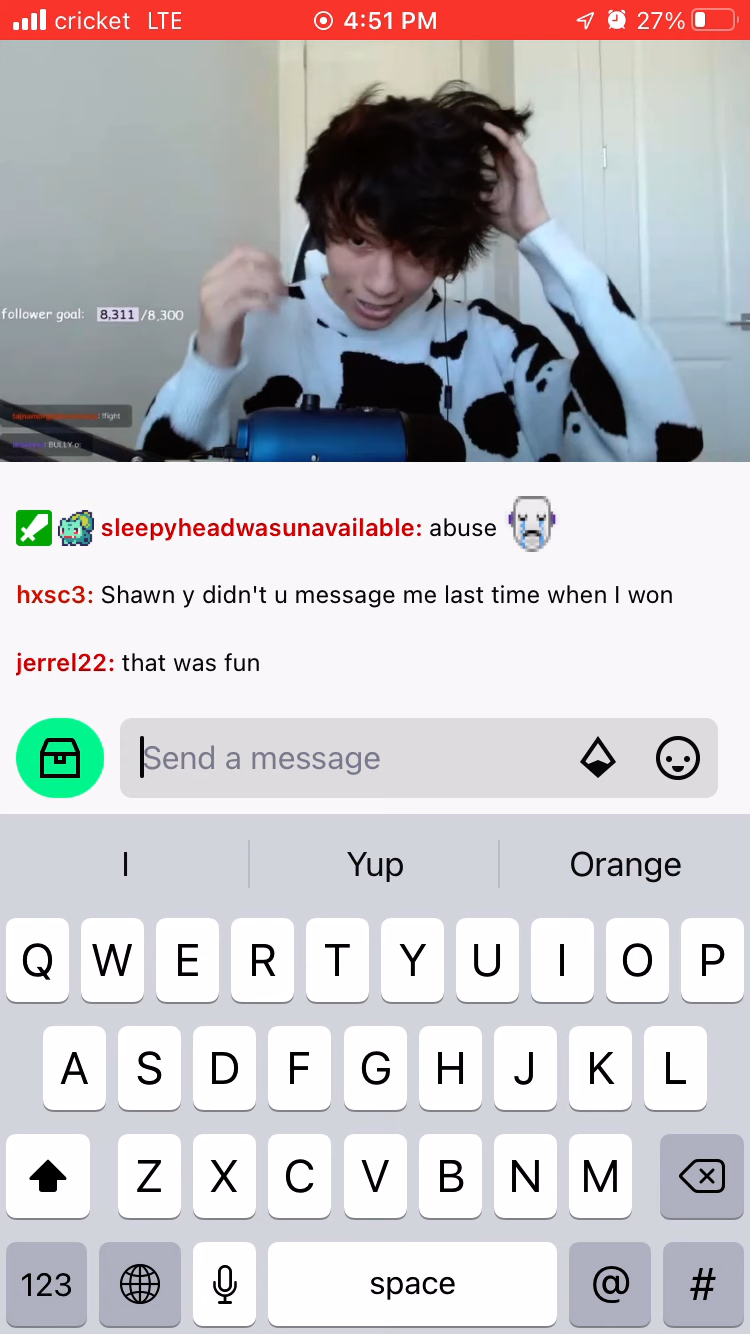 cricket LTE 4:51 PM 27%
follower goal: 8,311 /8,300
: !fight
: BULLY o:
sleepyheadwasunavailable: abuse
hxsc3: Shawn y didn't u message me last time when I won
jerrel22: that was fun
Send a message
I Yup Orange
Q W E R T Y U I O P
A S D F G H J K L
Z X C V B N M
123 space @ #